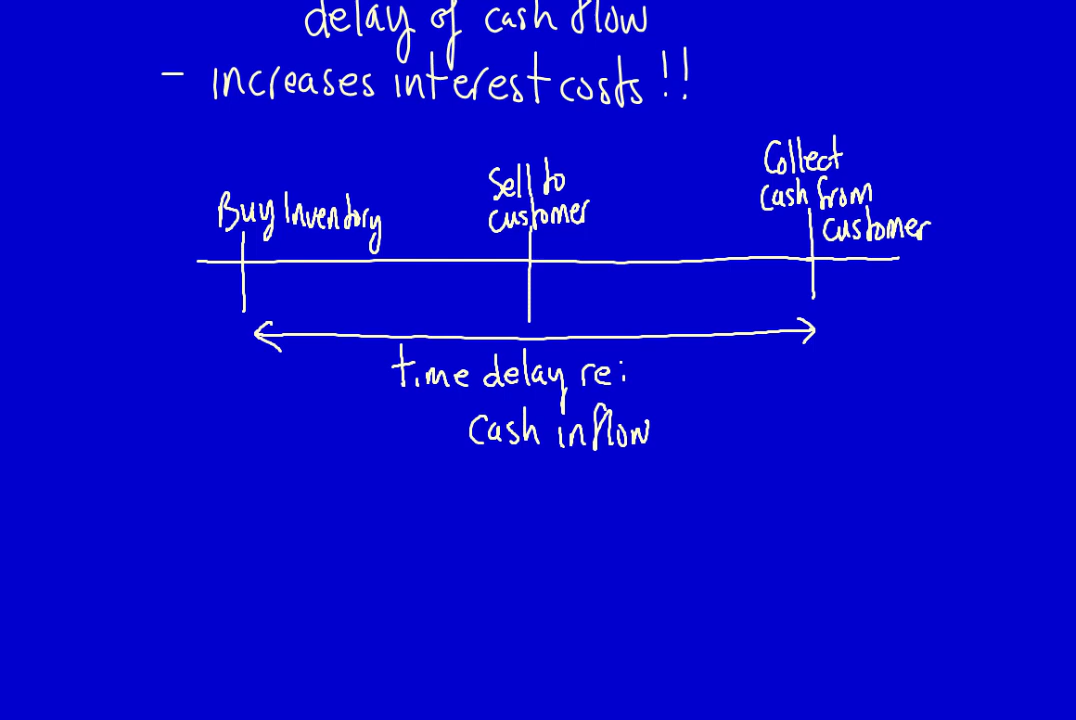 delay of cash flow
- increases interest costs!!
Buy Inventory
Sell to
customer
Collect
cash from
customer
time delay re:
cash inflow